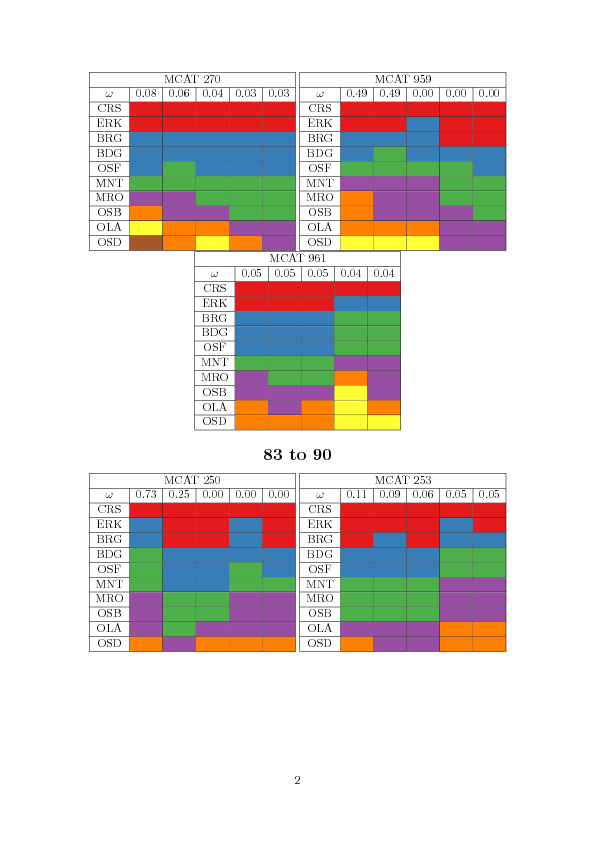 MCAT 270
ω 0.08 0.06 0.04 0.03 0.03
CRS
ERK
BRG
BDG
OSF
MNT
MRO
OSB
OLA
OSD
MCAT 959
ω 0.49 0.49 0.00 0.00 0.00
CRS
ERK
BRG
BDG
OSF
MNT
MRO
OSB
OLA
OSD
MCAT 961
ω 0.05 0.05 0.05 0.04 0.04
CRS
ERK
BRG
BDG
OSF
MNT
MRO
OSB
OLA
OSD
83 to 90
MCAT 250
ω 0.73 0.25 0.00 0.00 0.00
CRS
ERK
BRG
BDG
OSF
MNT
MRO
OSB
OLA
OSD
MCAT 253
ω 0.11 0.09 0.06 0.05 0.05
CRS
ERK
BRG
BDG
OSF
MNT
MRO
OSB
OLA
OSD
2